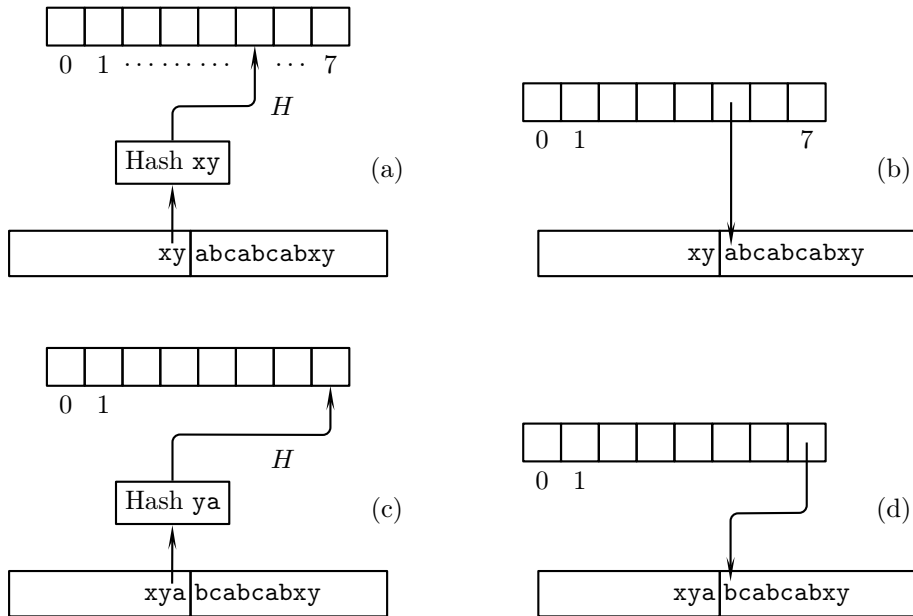 0 1 ········· ··· 7
H
Hash xy
(a)
xy abcabcabxy
0 1 7
(b)
xy abcabcabxy
0 1
H
Hash ya
(c)
xya bcabcabxy
0 1
(d)
xya bcabcabxy